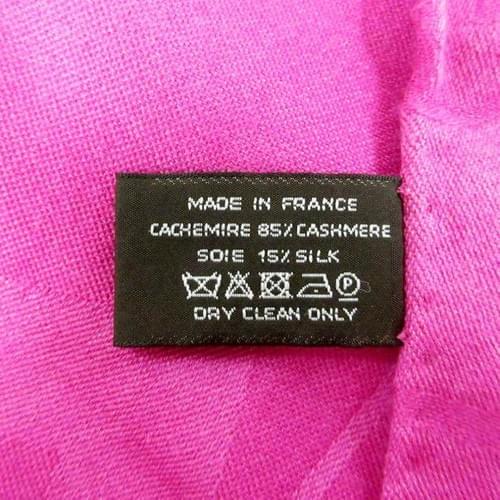 MADE IN FRANCE
CACHEMIRE 85% CASHMERE
SOIE 15% SILK
P
DRY CLEAN ONLY